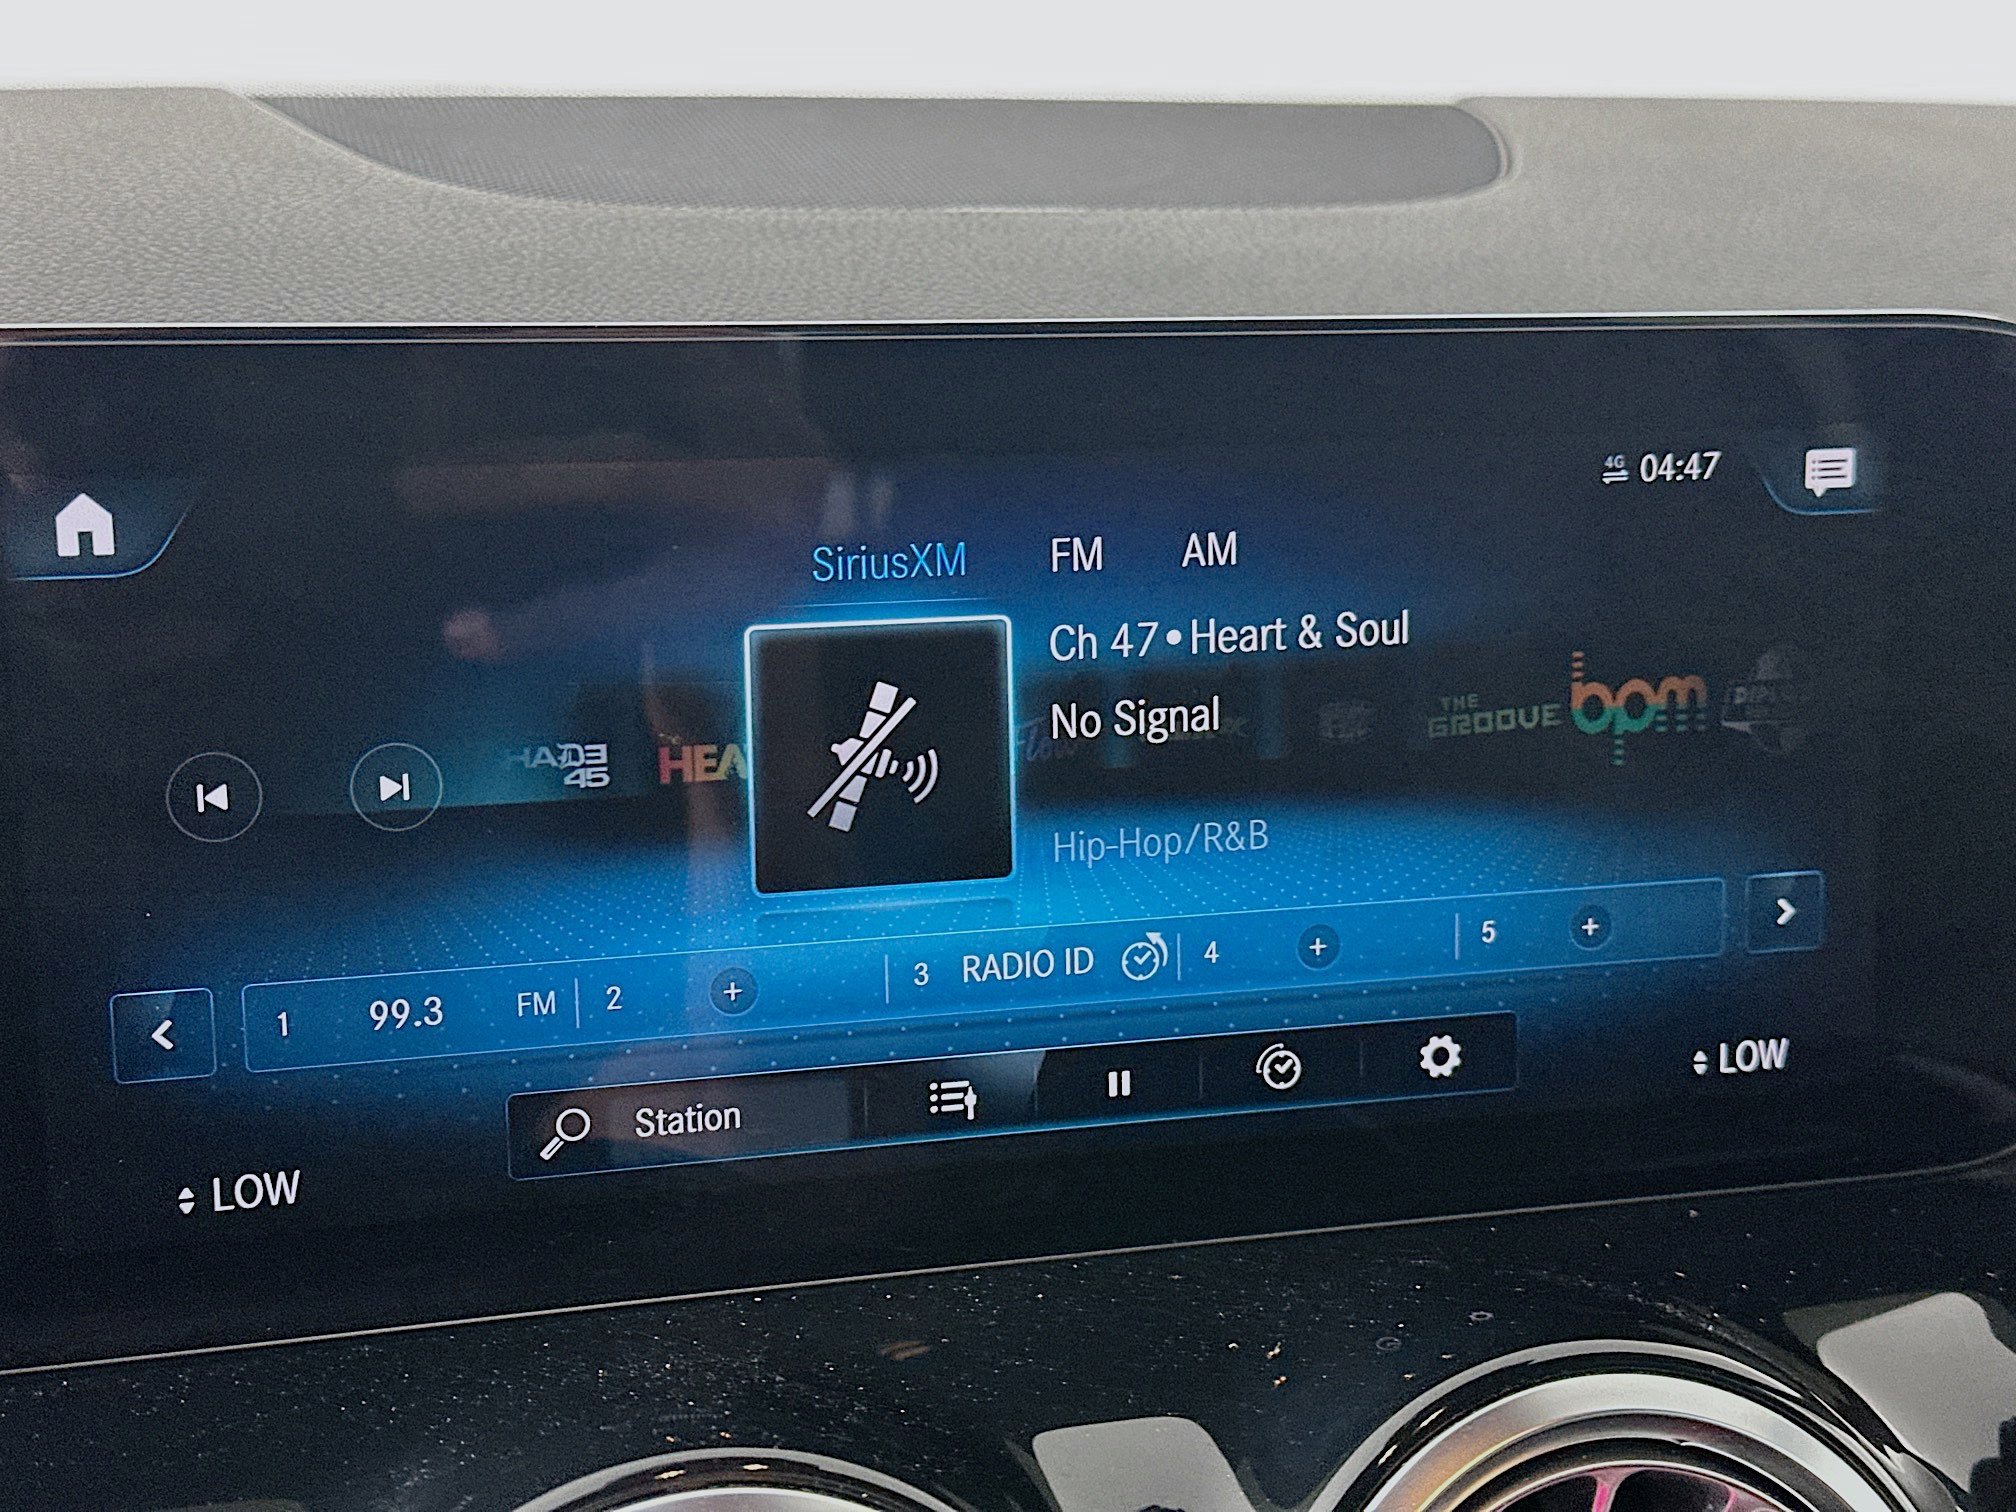 4G 04:47
SiriusXM FM AM
Ch 47•Heart & Soul
No Signal
THE
GROOVE
bpm
45
Hip-Hop/R&B
1 99.3 FM 2 + 3 RADIO ID 4 + 5 +
Station
LOW
LOW